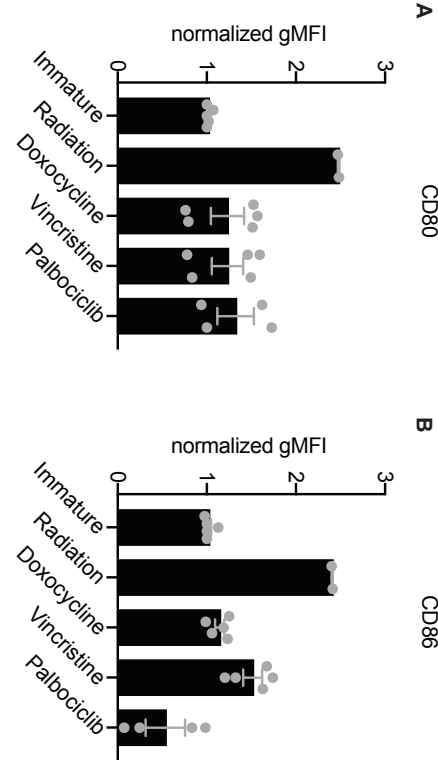 A
CD80
normalized gMFI
3
2
1
0
Immature
Radiation
Doxocycline
Vincristine
Palbociclib
B
CD86
normalized gMFI
3
2
1
0
Immature
Radiation
Doxocycline
Vincristine
Palbociclib